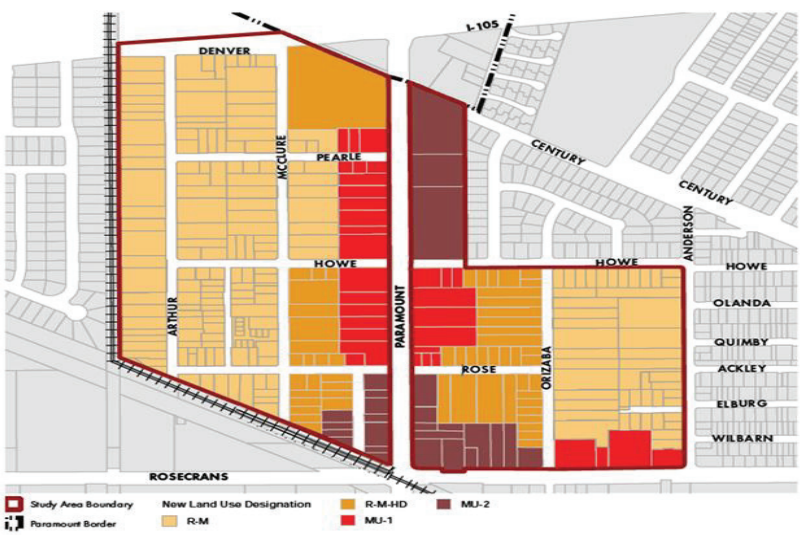 I-105
DENVER
CENTURY
MCCLURE
PEARLE
CENTURY
ANDERSON
HOWE
HOWE
HOWE
OLANDA
ARTHUR
PARAMOUNT
QUIMBY
ROSE
ORIZABA
ACKLEY
ELBURG
WILBARN
ROSECRANS
Study Area Boundary New Land Use Designation R-M-HD MU-2
Paramount Border R-M MU-1